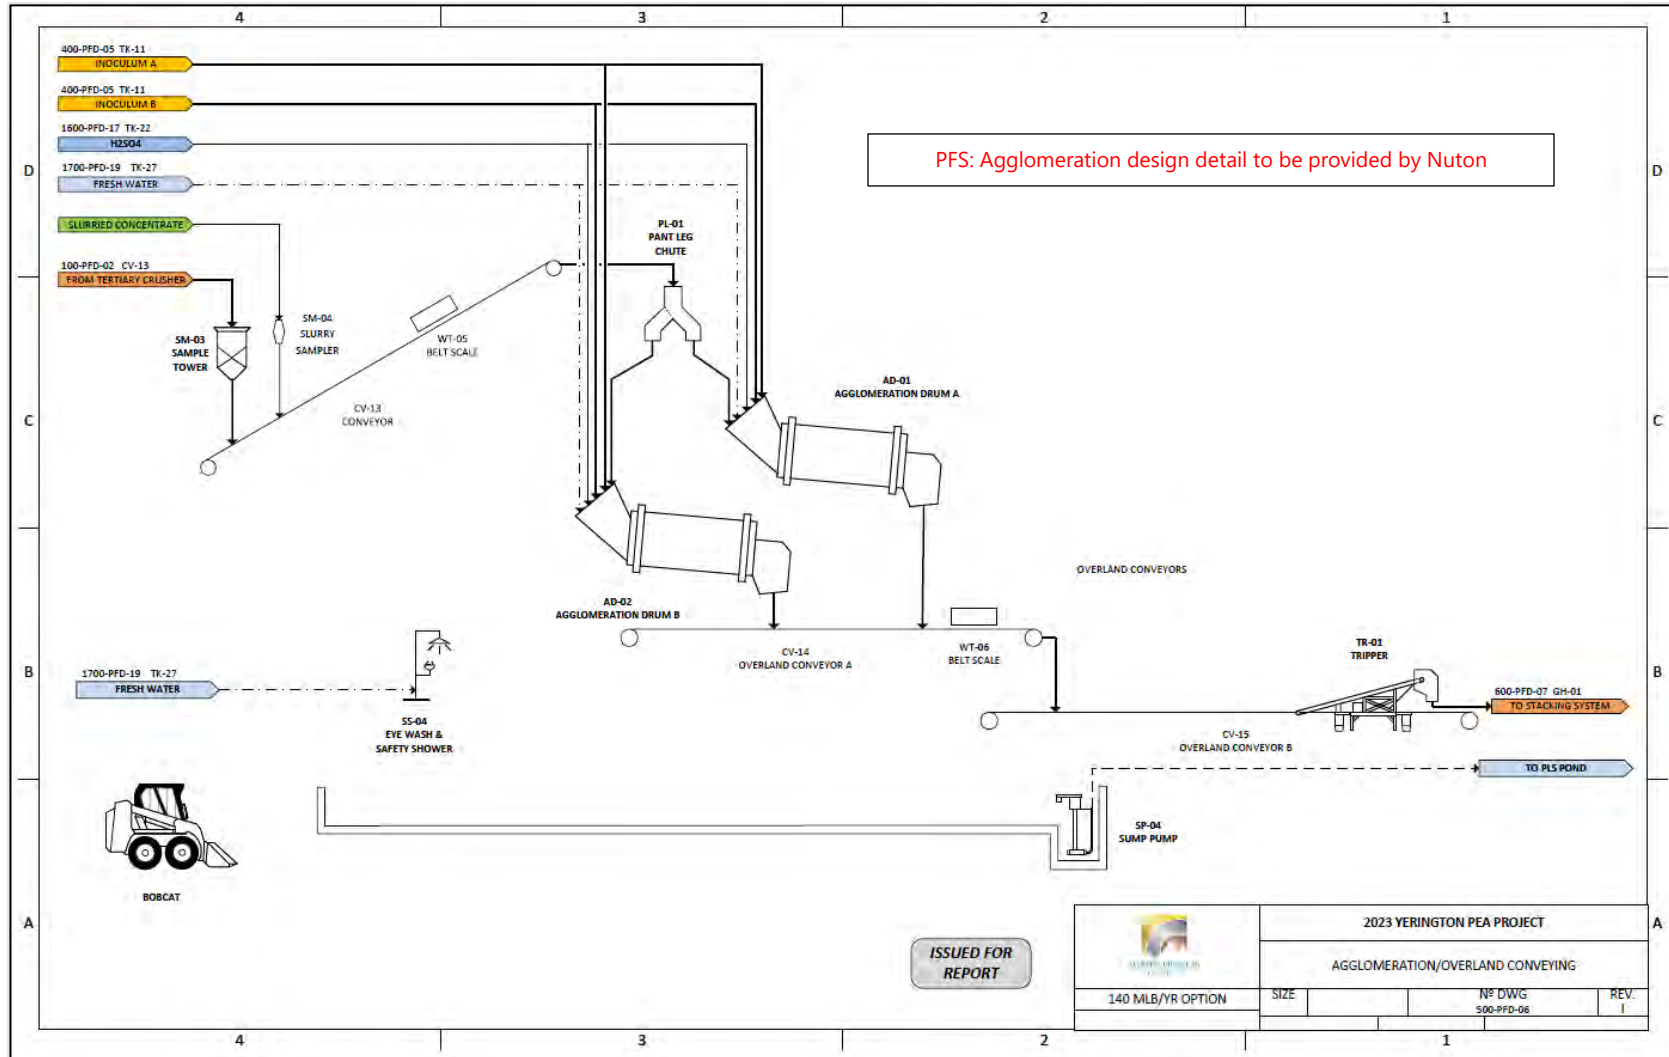 4
3
2
1
D
C
B
A
D
C
B
A
400-PFD-05 TK-11
INOCULUM A
400-PFD-05 TK-11
INOCULUM B
1600-PFD-17 TK-22
H2SO4
1700-PFD-19 TK-27
FRESH WATER
SLURRIED CONCENTRATE
100-PFD-02 CV-13
FROM TERTIARY CRUSHER
PFS: Agglomeration design detail to be provided by Nuton
SM-03
SAMPLE
TOWER
SM-04
SLURRY
SAMPLER
WT-05
BELT SCALE
CV-13
CONVEYOR
PL-01
PANT LEG
CHUTE
AD-01
AGGLOMERATION DRUM A
AD-02
AGGLOMERATION DRUM B
OVERLAND CONVEYORS
CV-14
OVERLAND CONVEYOR A
WT-06
BELT SCALE
TR-01
TRIPPER
600-PFD-07 GH-01
TO STACKING SYSTEM
CV-15
OVERLAND CONVEYOR B
TO PLS POND
1700-PFD-19 TK-27
FRESH WATER
SS-04
EYE WASH &
SAFETY SHOWER
SP-04
SUMP PUMP
BOBCAT
ISSUED FOR
REPORT
2023 YERINGTON PEA PROJECT
AGGLOMERATION/OVERLAND CONVEYING
140 MLB/YR OPTION
SIZE
Nº DWG
500-PFD-06
REV.
I
4
3
2
1